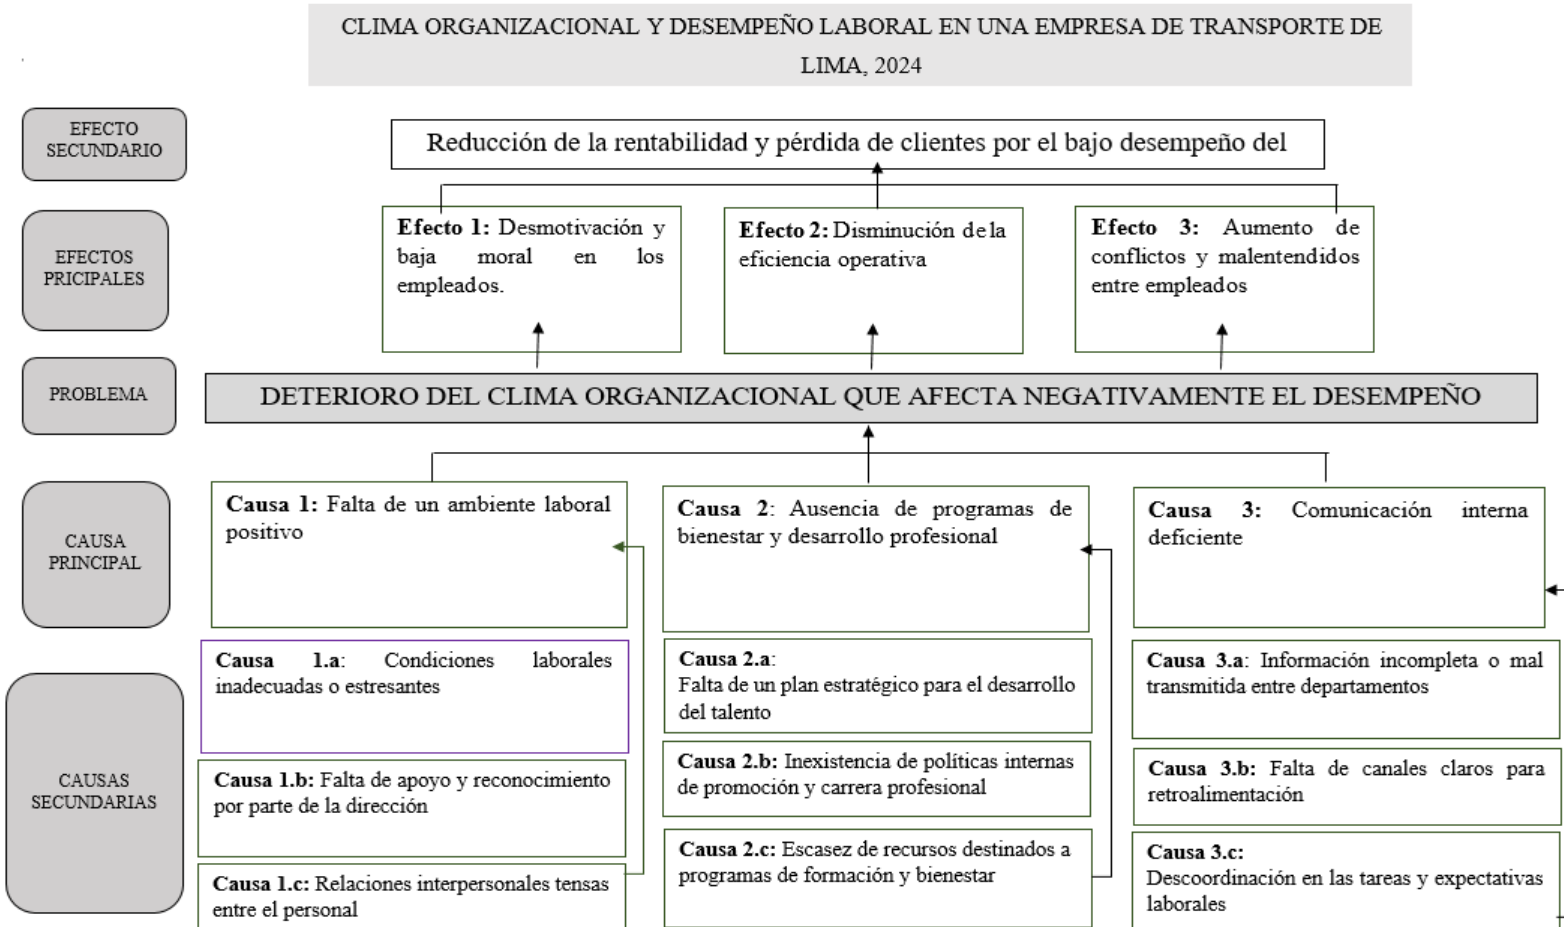 CLIMA ORGANIZACIONAL Y DESEMPEÑO LABORAL EN UNA EMPRESA DE TRANSPORTE DE
LIMA, 2024
EFECTO
SECUNDARIO
Reducción de la rentabilidad y pérdida de clientes por el bajo desempeño del
EFECTOS
PRICIPALES
Efecto 1: Desmotivación y
baja moral en los
empleados.
Efecto 2: Disminución de la
eficiencia operativa
Efecto 3: Aumento de
conflictos y malentendidos
entre empleados
PROBLEMA
DETERIORO DEL CLIMA ORGANIZACIONAL QUE AFECTA NEGATIVAMENTE EL DESEMPEÑO
CAUSA
PRINCIPAL
Causa 1: Falta de un ambiente laboral
positivo
Causa 2: Ausencia de programas de
bienestar y desarrollo profesional
Causa 3: Comunicación interna
deficiente
CAUSAS
SECUNDARIAS
Causa 1.a: Condiciones laborales
inadecuadas o estresantes
Causa 1.b: Falta de apoyo y reconocimiento
por parte de la dirección
Causa 1.c: Relaciones interpersonales tensas
entre el personal
Causa 2.a:
Falta de un plan estratégico para el desarrollo
del talento
Causa 2.b: Inexistencia de políticas internas
de promoción y carrera profesional
Causa 2.c: Escasez de recursos destinados a
programas de formación y bienestar
Causa 3.a: Información incompleta o mal
transmitida entre departamentos
Causa 3.b: Falta de canales claros para
retroalimentación
Causa 3.c:
Descoordinación en las tareas y expectativas
laborales